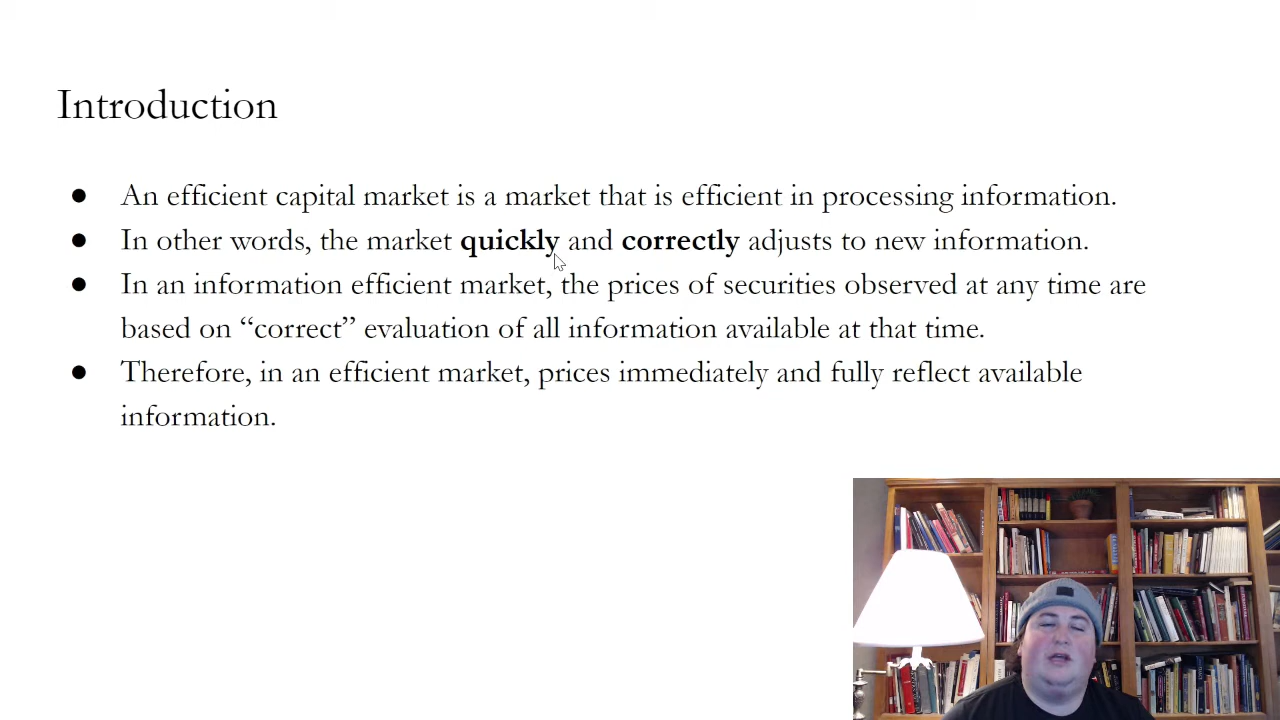 Introduction
● An efficient capital market is a market that is efficient in processing information.
● In other words, the market quickly and correctly adjusts to new information.
● In an information efficient market, the prices of securities observed at any time are
based on “correct” evaluation of all information available at that time.
● Therefore, in an efficient market, prices immediately and fully reflect available
information.